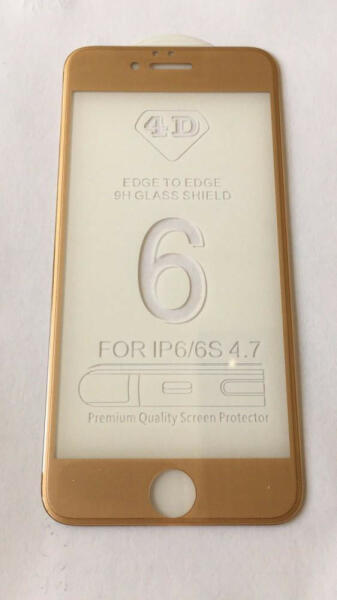 4D
EDGE TO EDGE
9H GLASS SHIELD
6
FOR IP6/6S 4.7
Premium Quality Screen Protector